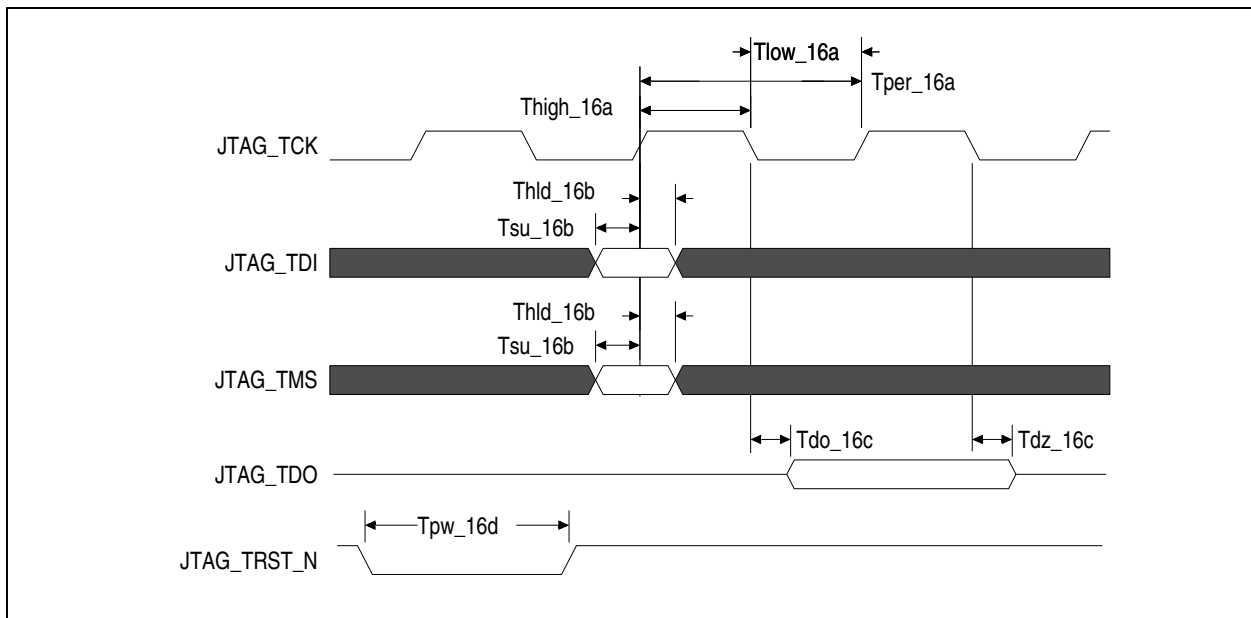 Tlow_16a
Tper_16a
Thigh_16a
JTAG_TCK
Thld_16b
Tsu_16b
JTAG_TDI
Thld_16b
Tsu_16b
JTAG_TMS
Tdo_16c
Tdz_16c
JTAG_TDO
Tpw_16d
JTAG_TRST_N